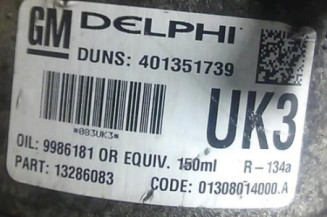 GM DELPHI
DUNS: 401351739
*083UK3*
UK3
OIL: 9986181 OR EQUIV. 150ml R-134a
PART: 13286083 CODE: 01308014000.A